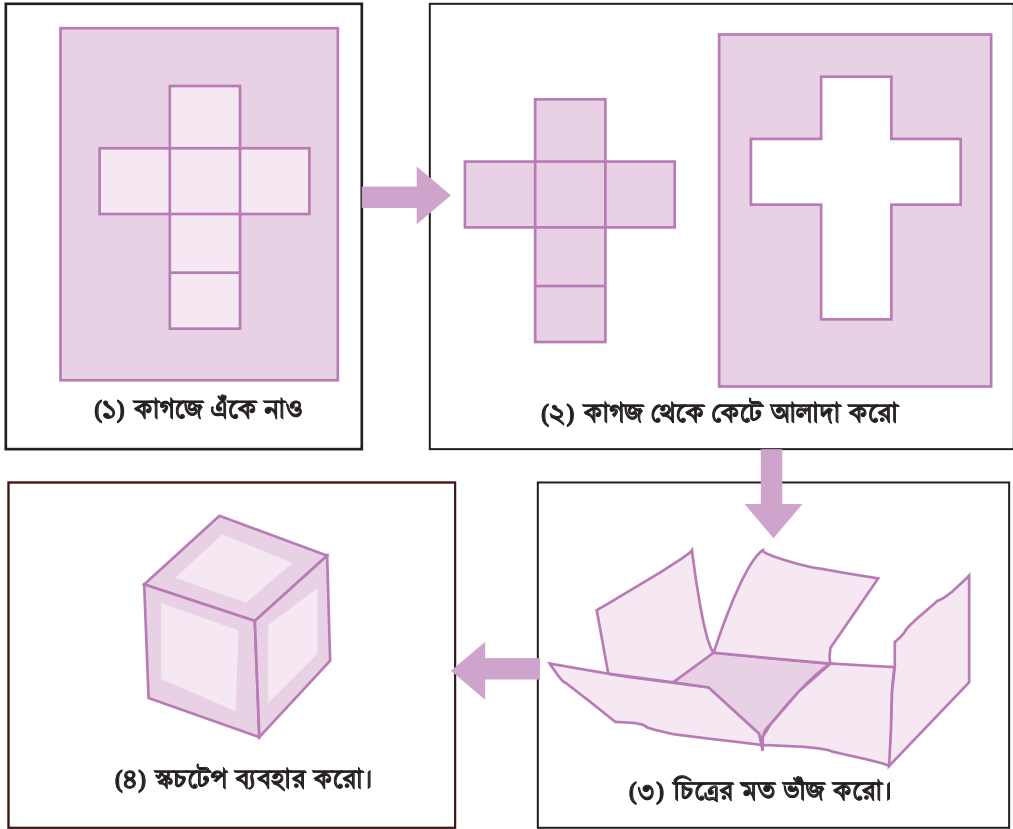 (১) কাগজে এঁকে নাও
(২) কাগজ থেকে কেটে আলাদা করো
(৩) চিত্রের মত ভাঁজ করো।
(৪) স্কচটেপ ব্যবহার করো।